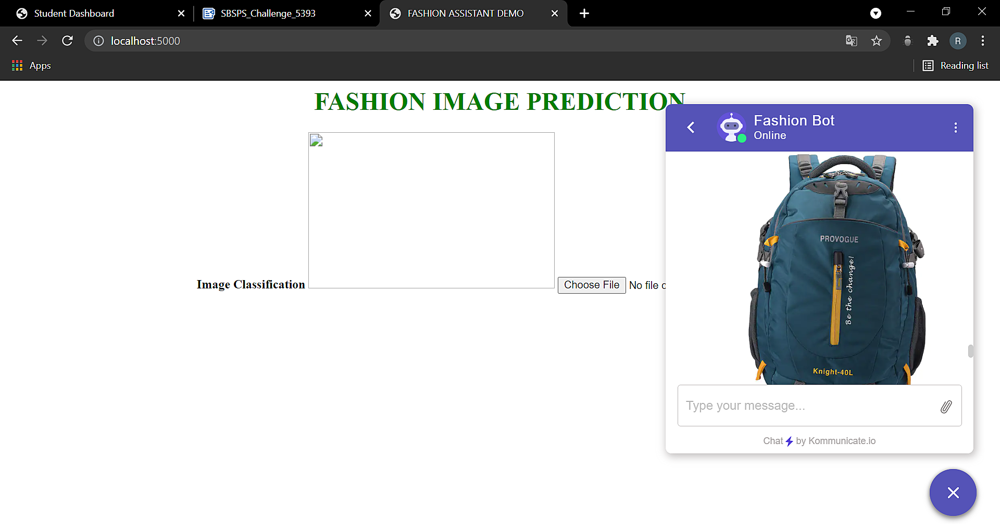 Student Dashboard
SBSPS_Challenge_5393
FASHION ASSISTANT DEMO
localhost:5000
R
Apps
Reading list
FASHION IMAGE PREDICTION
Image Classification
Choose File
No file c
Fashion Bot
Online
PROVOGUE
Be the change!
Knight-40L
Type your message...
Chat by Kommunicate.io